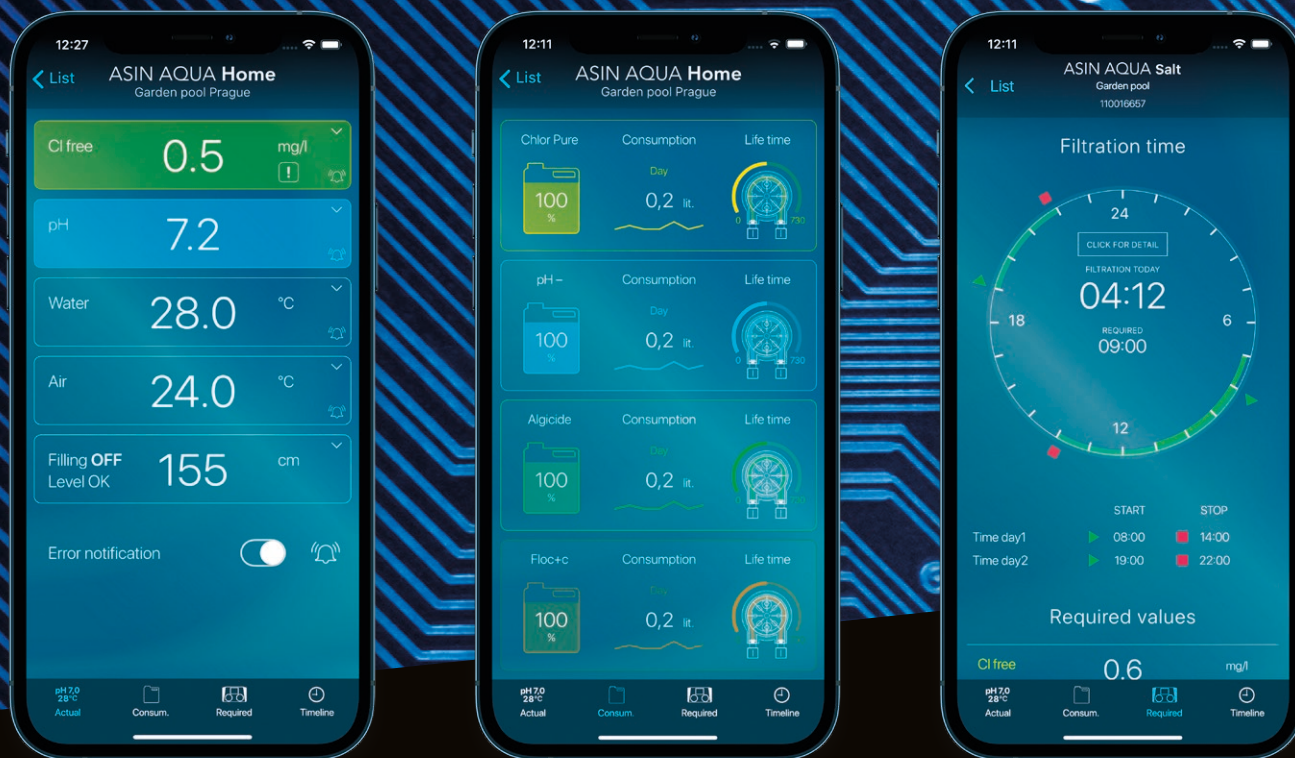 12:27
List
ASIN AQUA Home
Garden pool Prague
Cl free 0.5 mg/l
!
pH 7.2
Water 28.0 °C
Air 24.0 °C
Filling OFF
Level OK
155 cm
Error notification
pH 7,0
28°C
Actual Consum. Required Timeline
12:11
List
ASIN AQUA Home
Garden pool Prague
Chlor Pure Consumption Life time
Day
100
%
0,2 lit.
0 730
pH – Consumption Life time
Day
100
%
0,2 lit.
0 730
Algicide Consumption Life time
Day
100
%
0,2 lit.
0 730
Floc+c Consumption Life time
Day
100
%
0,2 lit.
pH 7,0
28°C
Actual Consum. Required Timeline
12:11
List
ASIN AQUA Salt
Garden pool
110016657
Filtration time
24
CLICK FOR DETAIL
FILTRATION TODAY
04:12
18 6
REQUIRED
09:00
12
START STOP
Time day1 08:00 14:00
Time day2 19:00 22:00
Required values
Cl free 0.6 mg/l
pH 7,0
28°C
Actual Consum. Required Timeline